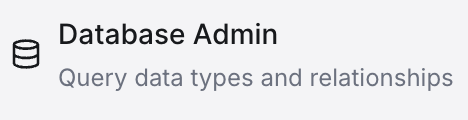 Database Admin
Query data types and relationships